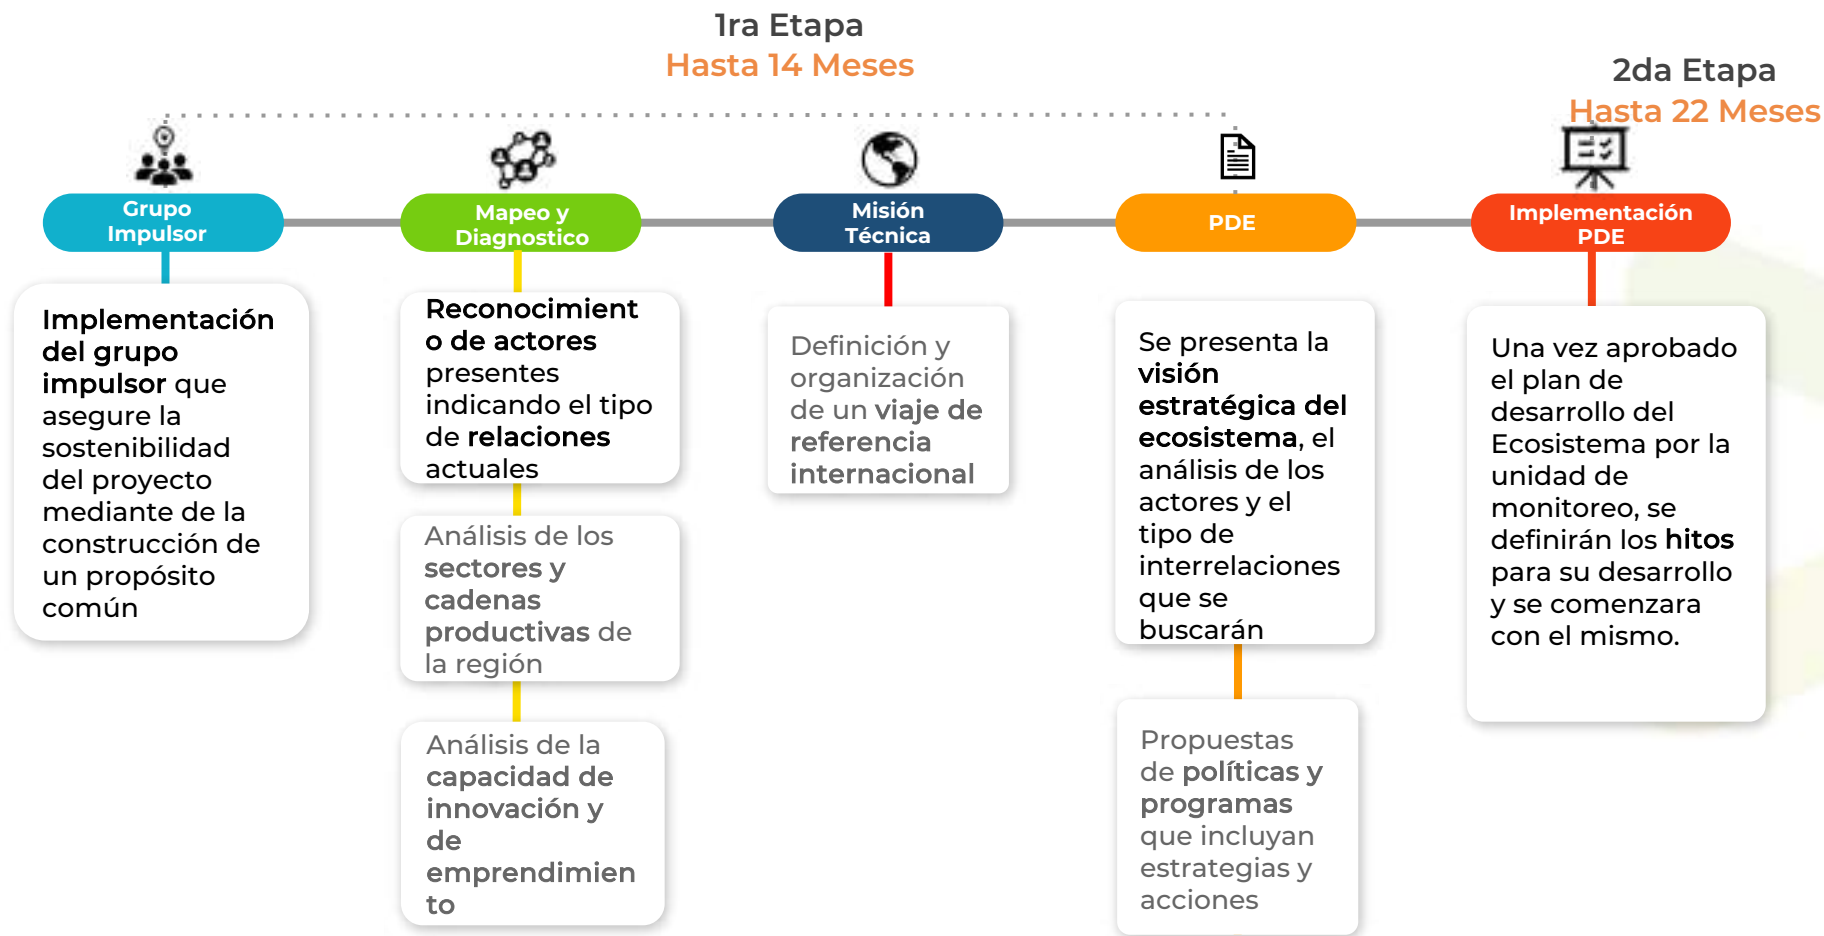 1ra Etapa
Hasta 14 Meses
2da Etapa
Hasta 22 Meses
Grupo
Impulsor
Mapeo y
Diagnostico
Misión
Técnica
PDE
Implementación
PDE
Implementación
del grupo
impulsor que
asegure la
sostenibilidad
del proyecto
mediante de la
construcción de
un propósito
común
Reconocimient
o de actores
presentes
indicando el tipo
de relaciones
actuales
Análisis de los
sectores y
cadenas
productivas de
la región
Análisis de la
capacidad de
innovación y
de
emprendimien
to
Definición y
organización
de un viaje de
referencia
internacional
Se presenta la
visión
estratégica del
ecosistema, el
análisis de los
actores y el
tipo de
interrelaciones
que se
buscarán
Propuestas
de políticas y
programas
que incluyan
estrategias y
acciones
Una vez aprobado
el plan de
desarrollo del
Ecosistema por la
unidad de
monitoreo, se
definirán los hitos
para su desarrollo
y se comenzara
con el mismo.